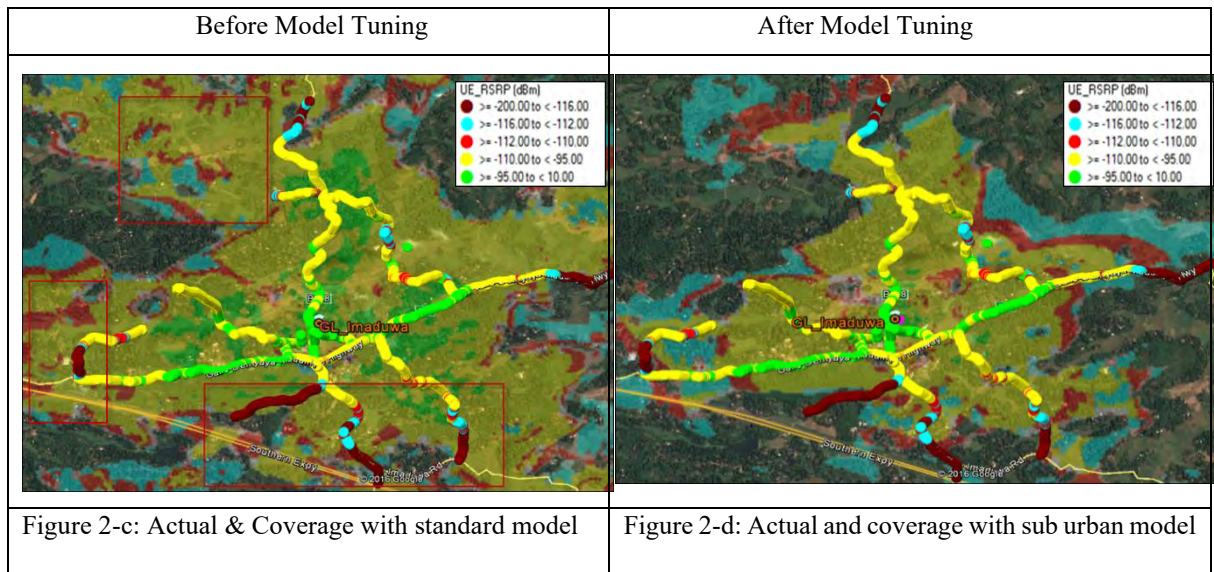 Before Model Tuning
After Model Tuning
UE_RSRP (dBm)
>= -200.00 to < -116.00
>= -116.00 to < -112.00
>= -112.00 to < -110.00
>= -110.00 to < -95.00
>= -95.00 to < 10.00
GL_Imaduwa
Southern Expy
© 2016 Google
UE_RSRP (dBm)
>= -200.00 to < -116.00
>= -116.00 to < -112.00
>= -112.00 to < -110.00
>= -110.00 to < -95.00
>= -95.00 to < 10.00
Hwy
GL_Imaduwa
Southern Expy
© 2016 Google
Figure 2-c: Actual & Coverage with standard model
Figure 2-d: Actual and coverage with sub urban model